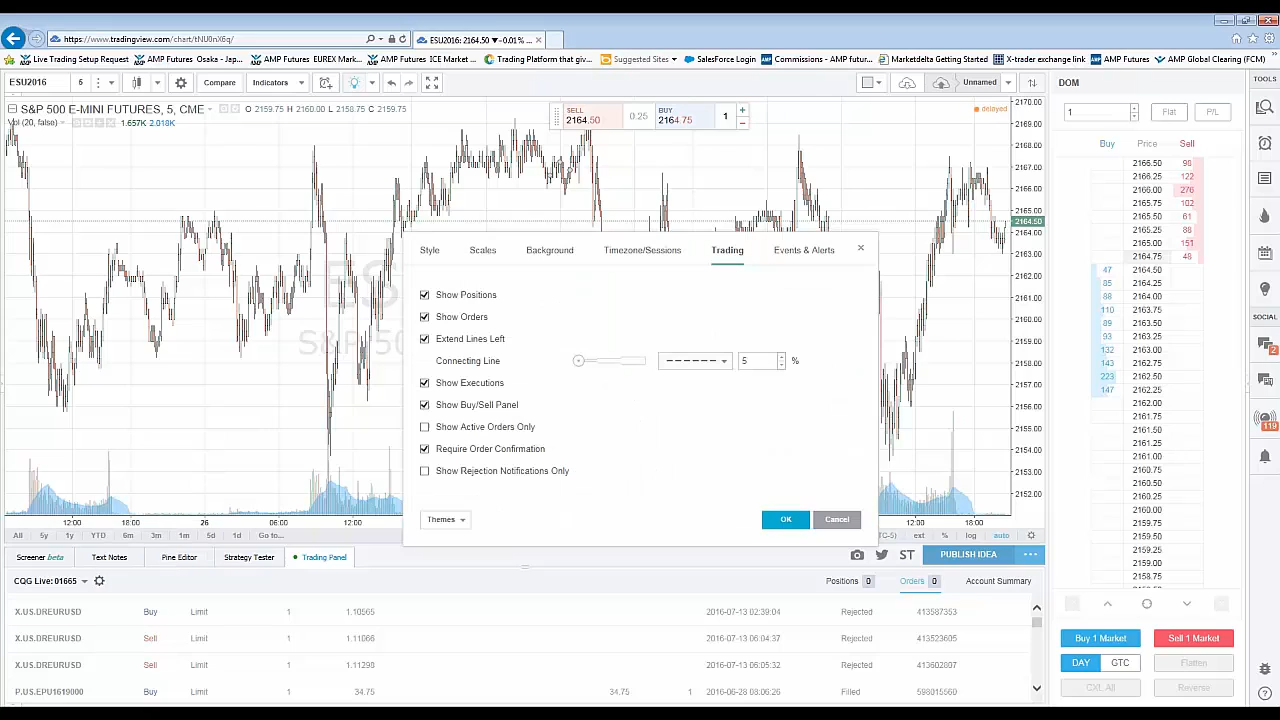 https://www.tradingview.com/chart/tNU0nX6q/
ESU2016: 2164.50 ▼-0.01% ...
Live Trading Setup Request
AMP Futures Osaka - Jap...
AMP Futures EUREX Mark...
AMP Futures ICE Market ...
Trading Platform that giv...
Suggested Sites
SalesForce Login
Commissions - AMP futur...
Marketdelta Getting Started
X-trader exchange link
AMP Global Clearing (FCM)
ESU2016 5 Compare Indicators Unnamed
DOM
TOOLS
S&P 500 E-MINI FUTURES, 5, CME O 2159.75 H 2160.00 L 2158.75 C 2159.75
Vol (20, false) 1.657K 2.018K
SELL
2164.50
0.25
BUY
2164.75
1
delayed
1 Flat P/L
Buy Price Sell
2170.00
2169.00
2168.00
2167.00
2166.00
2165.00
2164.50
2164.00
2163.00
2162.00
2161.00
2160.00
2159.00
2158.00
2157.00
2156.00
2155.00
2154.00
2153.00
2152.00
2166.50 98
2166.25 122
2166.00 276
2165.75 102
2165.50 61
2165.25 88
2165.00 151
2164.75 48
47 2164.50
85 2164.25
88 2164.00
110 2163.75
89 2163.50
93 2163.25
132 2163.00
143 2162.75
223 2162.50
147 2162.25
2162.00
2161.75
2161.50
2161.25
2161.00
2160.75
2160.50
2160.25
2160.00
2159.75
2159.50
2159.25
2159.00
2158.75
SOCIAL
2
119
Style Scales Background Timezone/Sessions Trading Events & Alerts
Show Positions
Show Orders
Extend Lines Left
Connecting Line 5 %
Show Executions
Show Buy/Sell Panel
Show Active Orders Only
Require Order Confirmation
Show Rejection Notifications Only
Themes OK Cancel
ES
S&P 50
12:00 18:00 26 06:00 12:00 12:00 18:00
All 5y 1y YTD 6m 3m 1m 5d 1d Go to... TC-5) ext % log auto
Screener beta Text Notes Pine Editor Strategy Tester Trading Panel ST PUBLISH IDEA
CQG Live: 01665 Positions 0 Orders 0 Account Summary
X.US.DREURUSD Buy Limit 1 1.10565 2016-07-13 02:39:04 Rejected 413587353
X.US.DREURUSD Sell Limit 1 1.11066 2016-07-13 06:04:37 Rejected 413523605
X.US.DREURUSD Sell Limit 1 1.11298 2016-07-13 06:05:32 Rejected 413602807
P.US.EPU1619000 Buy Limit 1 34.75 34.75 1 2016-06-28 08:06:26 Filled 599015560
Buy 1 Market Sell 1 Market
DAY GTC Flatten
CXL All Reverse